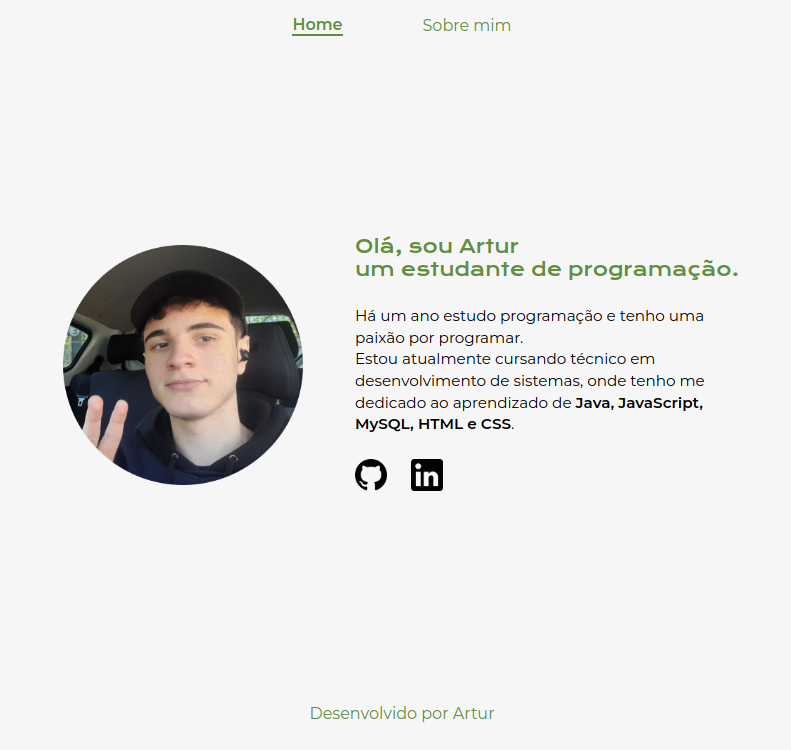 Home Sobre mim
Olá, sou Artur
um estudante de programação.
Há um ano estudo programação e tenho uma
paixão por programar.
Estou atualmente cursando técnico em
desenvolvimento de sistemas, onde tenho me
dedicado ao aprendizado de Java, JavaScript,
MySQL, HTML e CSS.
in
Desenvolvido por Artur